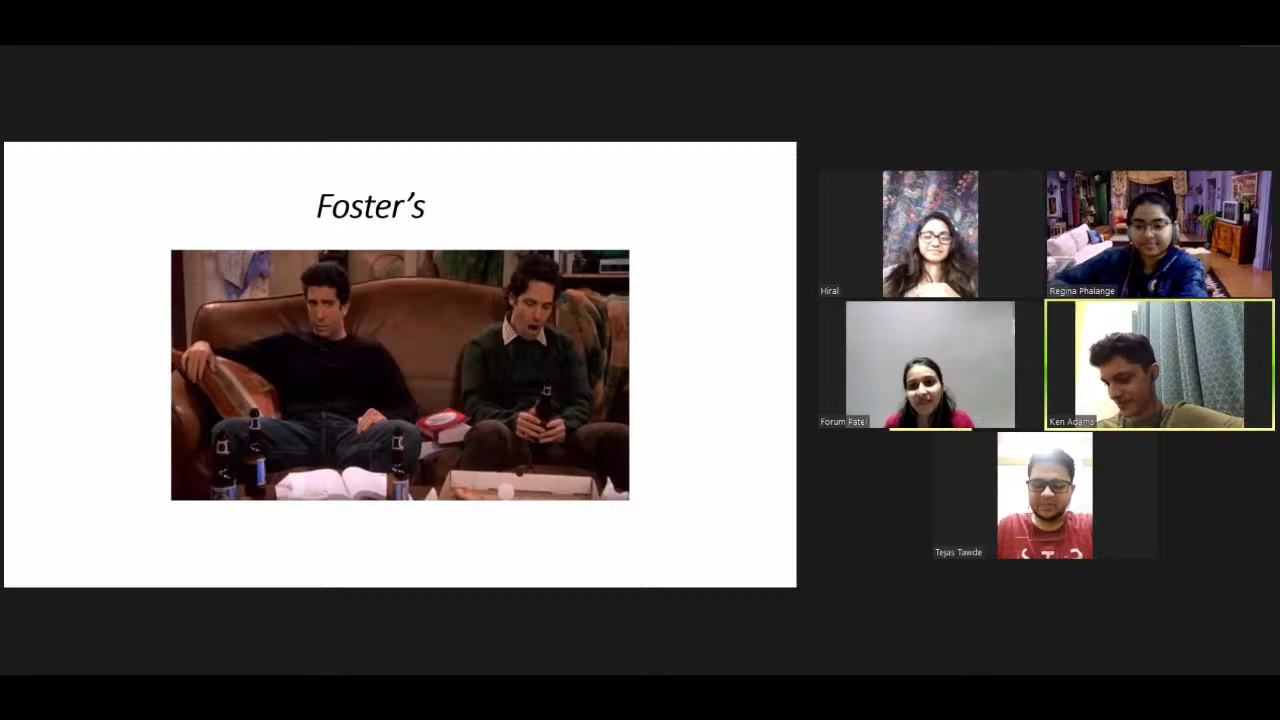 Foster's
Hiral
Regina Phalange
Forum Patel
Ken Adams
Tejas Tawde